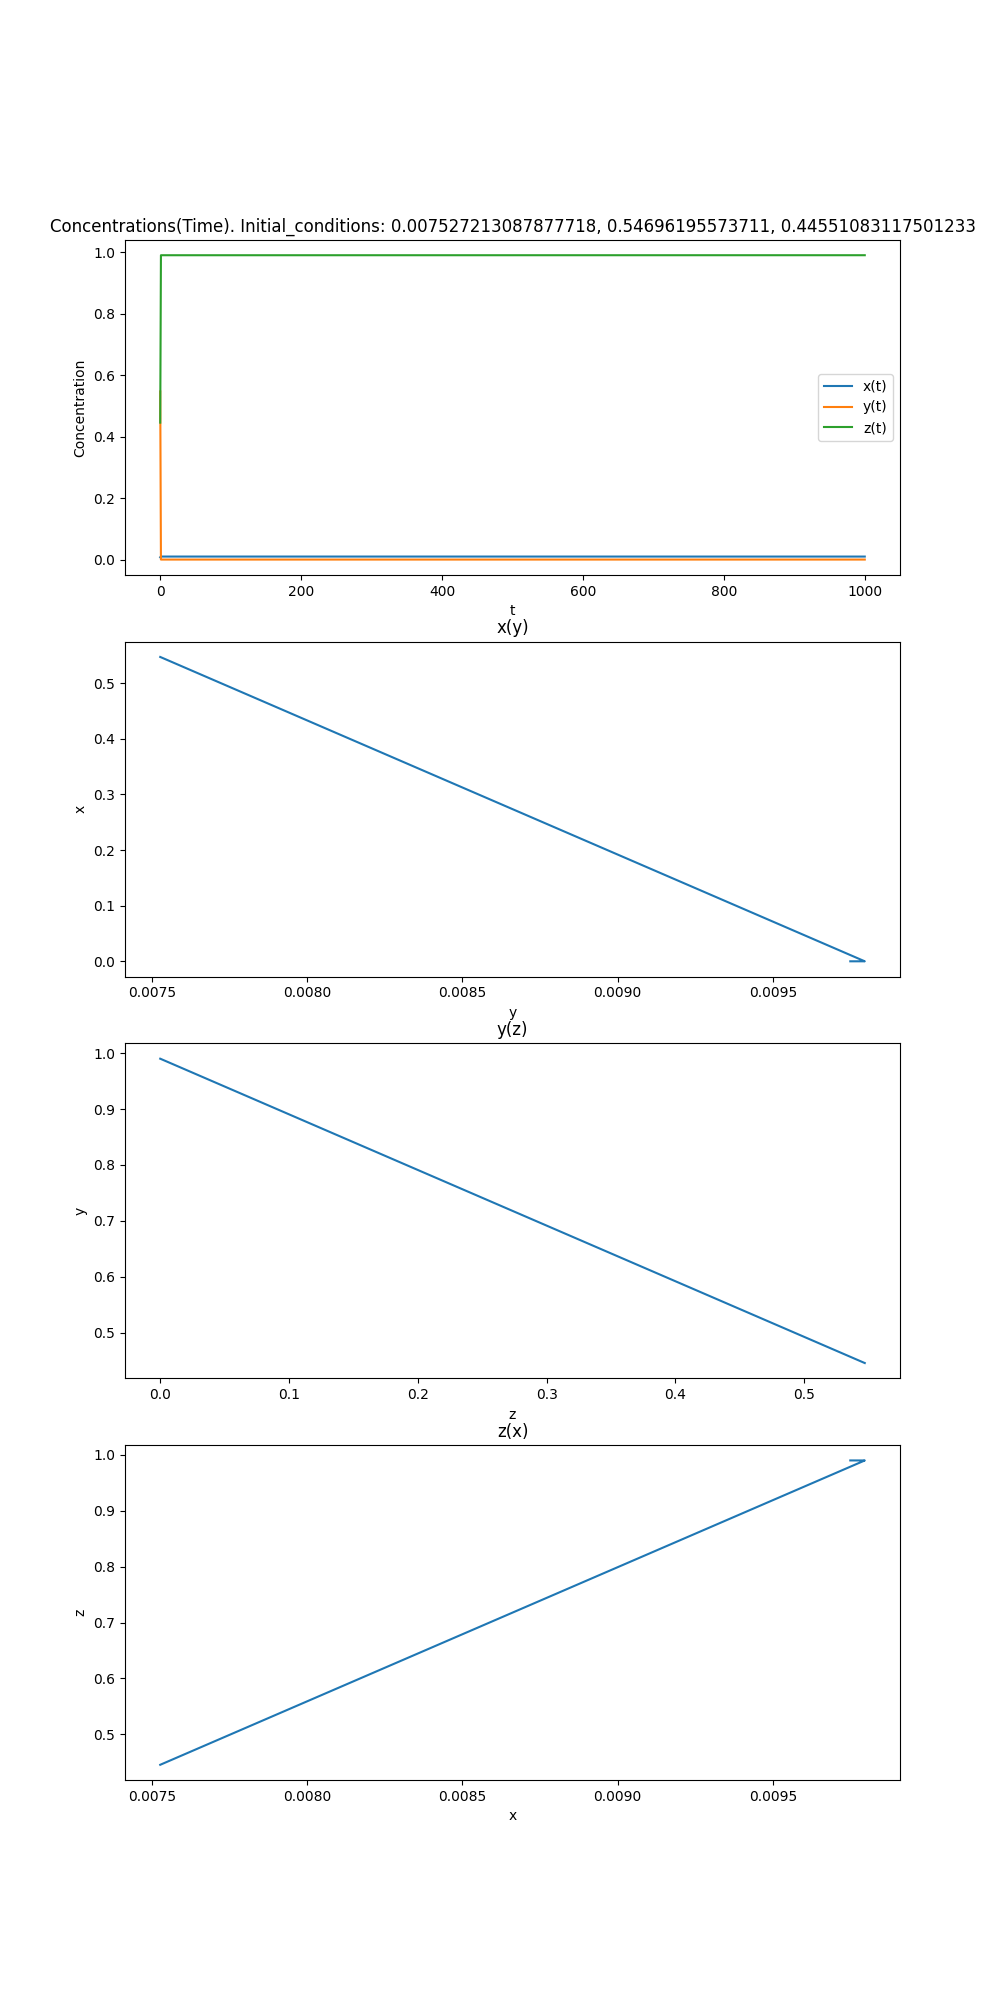 Concentrations(Time). Initial_conditions: 0.007527213087877718, 0.54696195573711, 0.44551083117501233
1.0
0.8
0.6
0.4
0.2
0.0
Concentration
x(t)
y(t)
z(t)
0 200 400 600 800 1000
t
x(y)
0.5
0.4
0.3
0.2
0.1
0.0
x
0.0075 0.0080 0.0085 0.0090 0.0095
y
y(z)
1.0
0.9
0.8
0.7
0.6
0.5
y
0.0 0.1 0.2 0.3 0.4 0.5
z
z(x)
1.0
0.9
0.8
0.7
0.6
0.5
z
0.0075 0.0080 0.0085 0.0090 0.0095
x